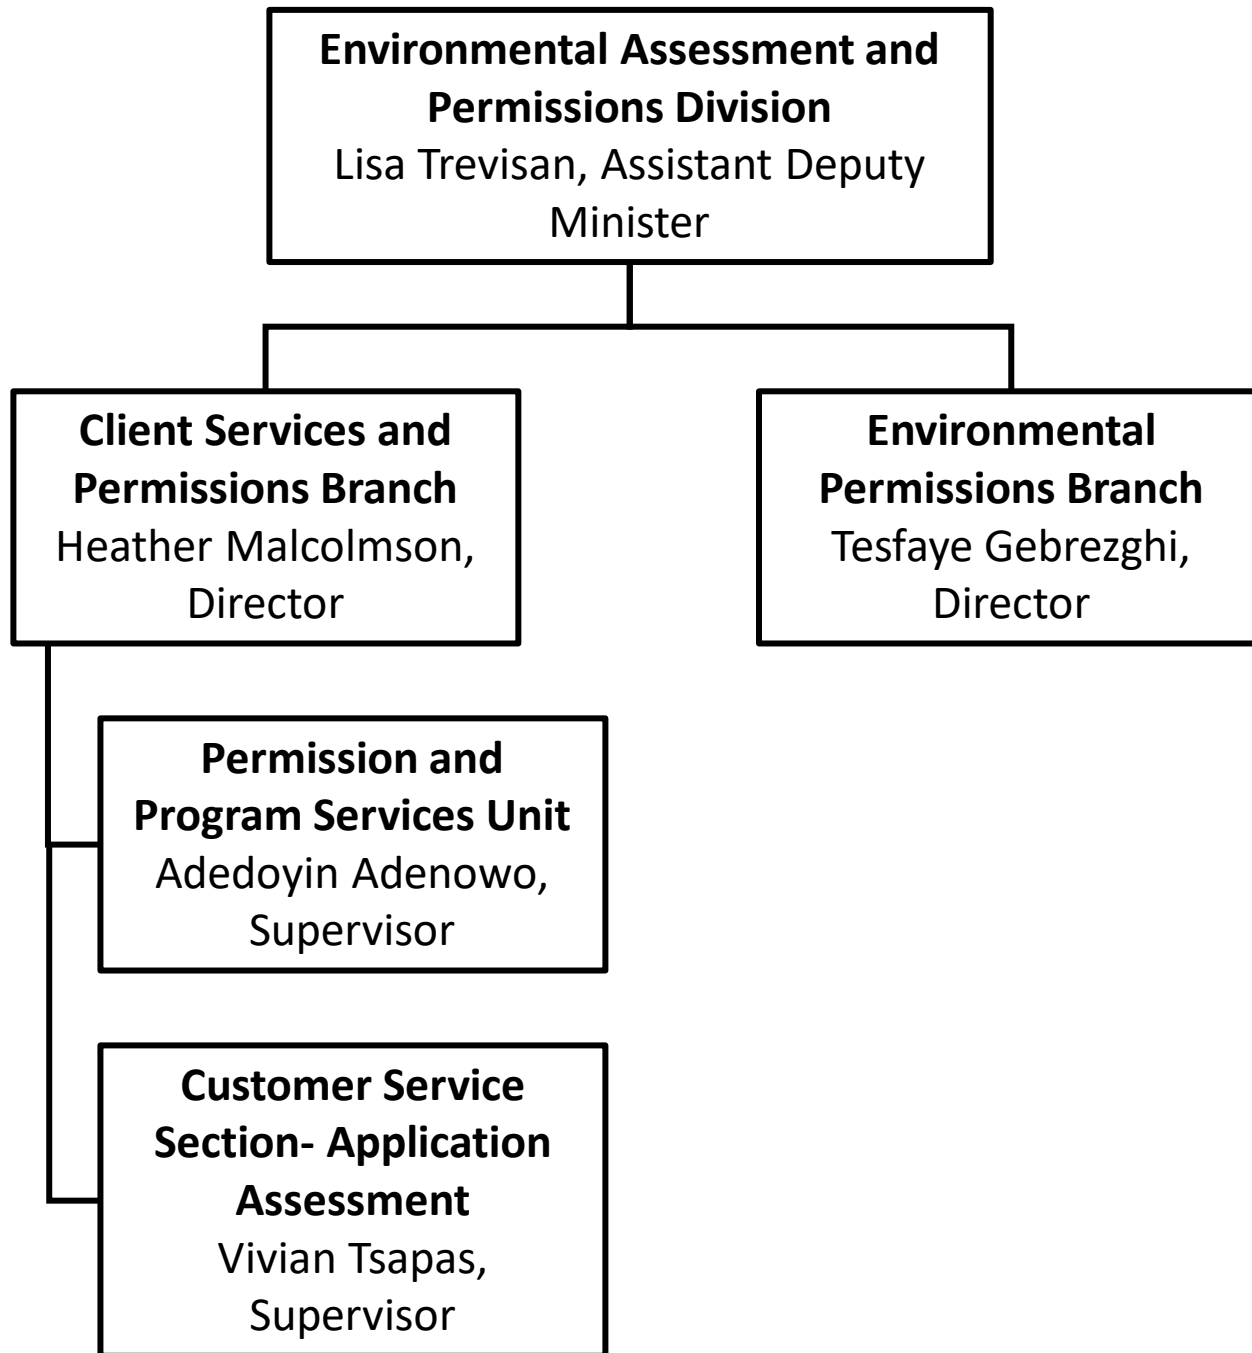 Environmental Assessment and
Permissions Division
Lisa Trevisan, Assistant Deputy
Minister
Client Services and
Permissions Branch
Heather Malcolmson,
Director
Environmental
Permissions Branch
Tesfaye Gebrezghi,
Director
Permission and
Program Services Unit
Adedoyin Adenowo,
Supervisor
Customer Service
Section- Application
Assessment
Vivian Tsapas,
Supervisor